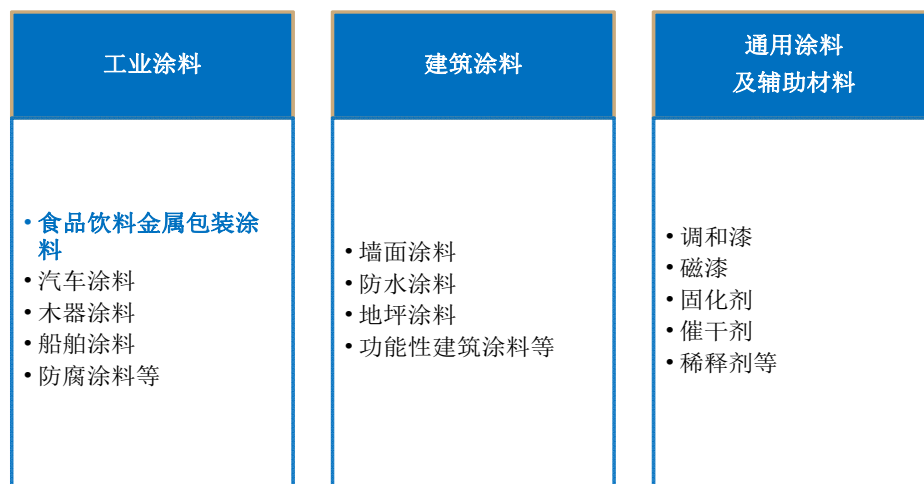 工业涂料
• 食品饮料金属包装涂
料
• 汽车涂料
• 木器涂料
• 船舶涂料
• 防腐涂料等
建筑涂料
• 墙面涂料
• 防水涂料
• 地坪涂料
• 功能性建筑涂料等
通用涂料
及辅助材料
• 调和漆
• 磁漆
• 固化剂
• 催干剂
• 稀释剂等